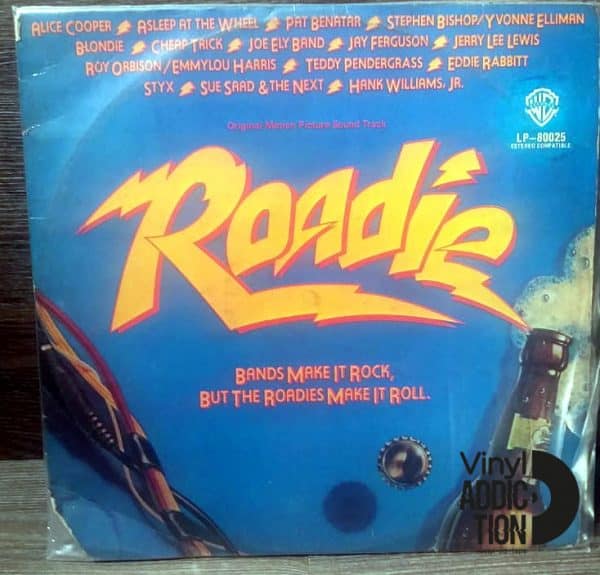 ALICE COOPER ASLEEP AT THE WHEEL PAT BENATAR STEPHEN BISHOP/YVONNE ELLIMAN
BLONDIE CHEAP TRICK JOE ELY BAND JAY FERGUSON JERRY LEE LEWIS
ROY ORBISON/EMMYLOU HARRIS TEDDY PENDERGRASS EDDIE RABBITT
STYX SUE SAAD & THE NEXT HANK WILLIAMS, JR.
Original Motion Picture Sound Track
WB
LP-80025
ESTEREO COMPATIBLE
Roadie
BANDS MAKE IT ROCK,
BUT THE ROADIES MAKE IT ROLL.
Vinyl
ADDIC
TION